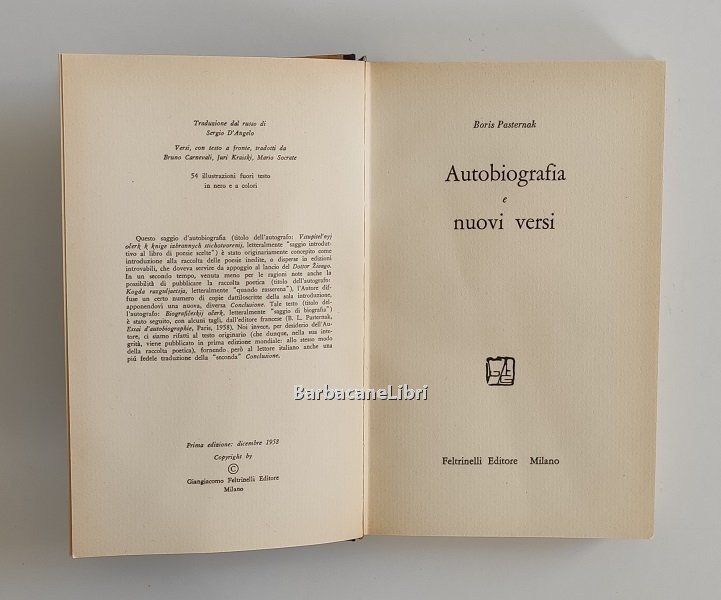 Traduzione dal russo di
Sergio D'Angelo
Versi, con testo a fronte, tradotti da
Bruno Carnevali, Juri Kraiski, Mario Socrate
54 illustrazioni fuori testo
in nero e a colori
Questo saggio d'autobiografia (titolo dell'autografo: Vstupitel'nyj
očerk k knige izbrannych stichotvorenij, letteralmente "saggio introdut-
tivo al libro di poesie scelte") è stato originariamente concepito come
introduzione alla raccolta delle poesie inedite, o disperse in edizioni
introvabili, che doveva servire da appoggio al lancio del Dottor Živago.
In un secondo tempo, venuta meno per le ragioni note anche la
possibilità di pubblicare la raccolta poetica (titolo dell'autografo:
Kogda razguljaetsja, letteralmente "quando rasserena"), l'Autore dif-
fuse un certo numero di copie dattiloscritte della sola introduzione,
apponendovi una nuova, diversa Conclusione. Tale testo (titolo del-
l'autografo: Biografičeskij očerk, letteralmente "saggio di biografia")
è stato seguito, con alcuni tagli, dall'editore francese (B. L. Pasternak,
Essai d'autobiographie, Paris, 1958). Noi invece, per desiderio dell'Au-
tore, ci siamo rifatti al testo originario (che dunque, nella sua inte-
grità, viene pubblicato in prima edizione mondiale: allo stesso modo
della raccolta poetica), fornendo però al lettore italiano anche una
piú fedele traduzione della "seconda" Conclusione.
BarbacaneLibri
Prima edizione: dicembre 1958
Copyright by
©
Giangiacomo Feltrinelli Editore
Milano
Boris Pasternak
Autobiografia
e
nuovi versi
Feltrinelli Editore Milano